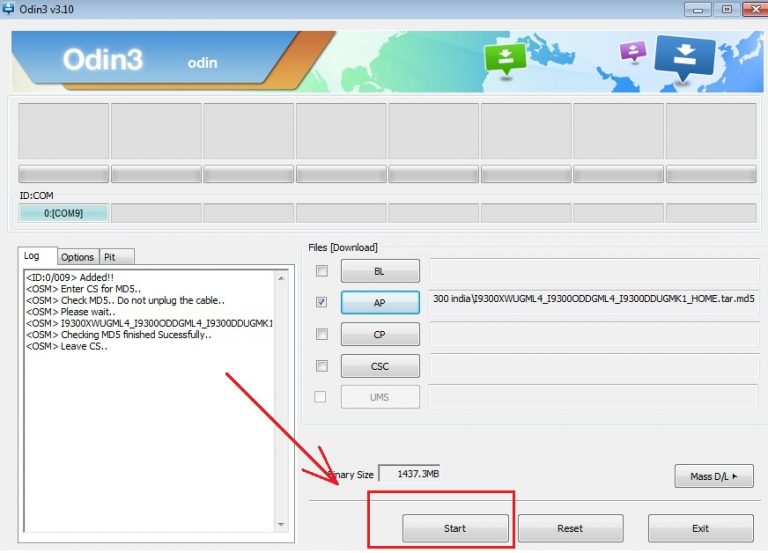 Odin3 v3.10
Odin3 odin
ID:COM
0:[COM9]
Log Options Pit
<ID:0/009> Added!!
<OSM> Enter CS for MD5..
<OSM> Check MD5.. Do not unplug the cable..
<OSM> Please wait..
<OSM> I9300XWUGML4_I9300ODDGML4_I9300DDUGMK1
<OSM> Checking MD5 finished Sucessfully..
<OSM> Leave CS..
Files [Download]
BL
AP 300 india\I9300XWUGML4_I9300ODDGML4_I9300DDUGMK1_HOME.tar.md5
CP
CSC
UMS
inary Size 1437.3MB
Mass D/L
Start Reset Exit